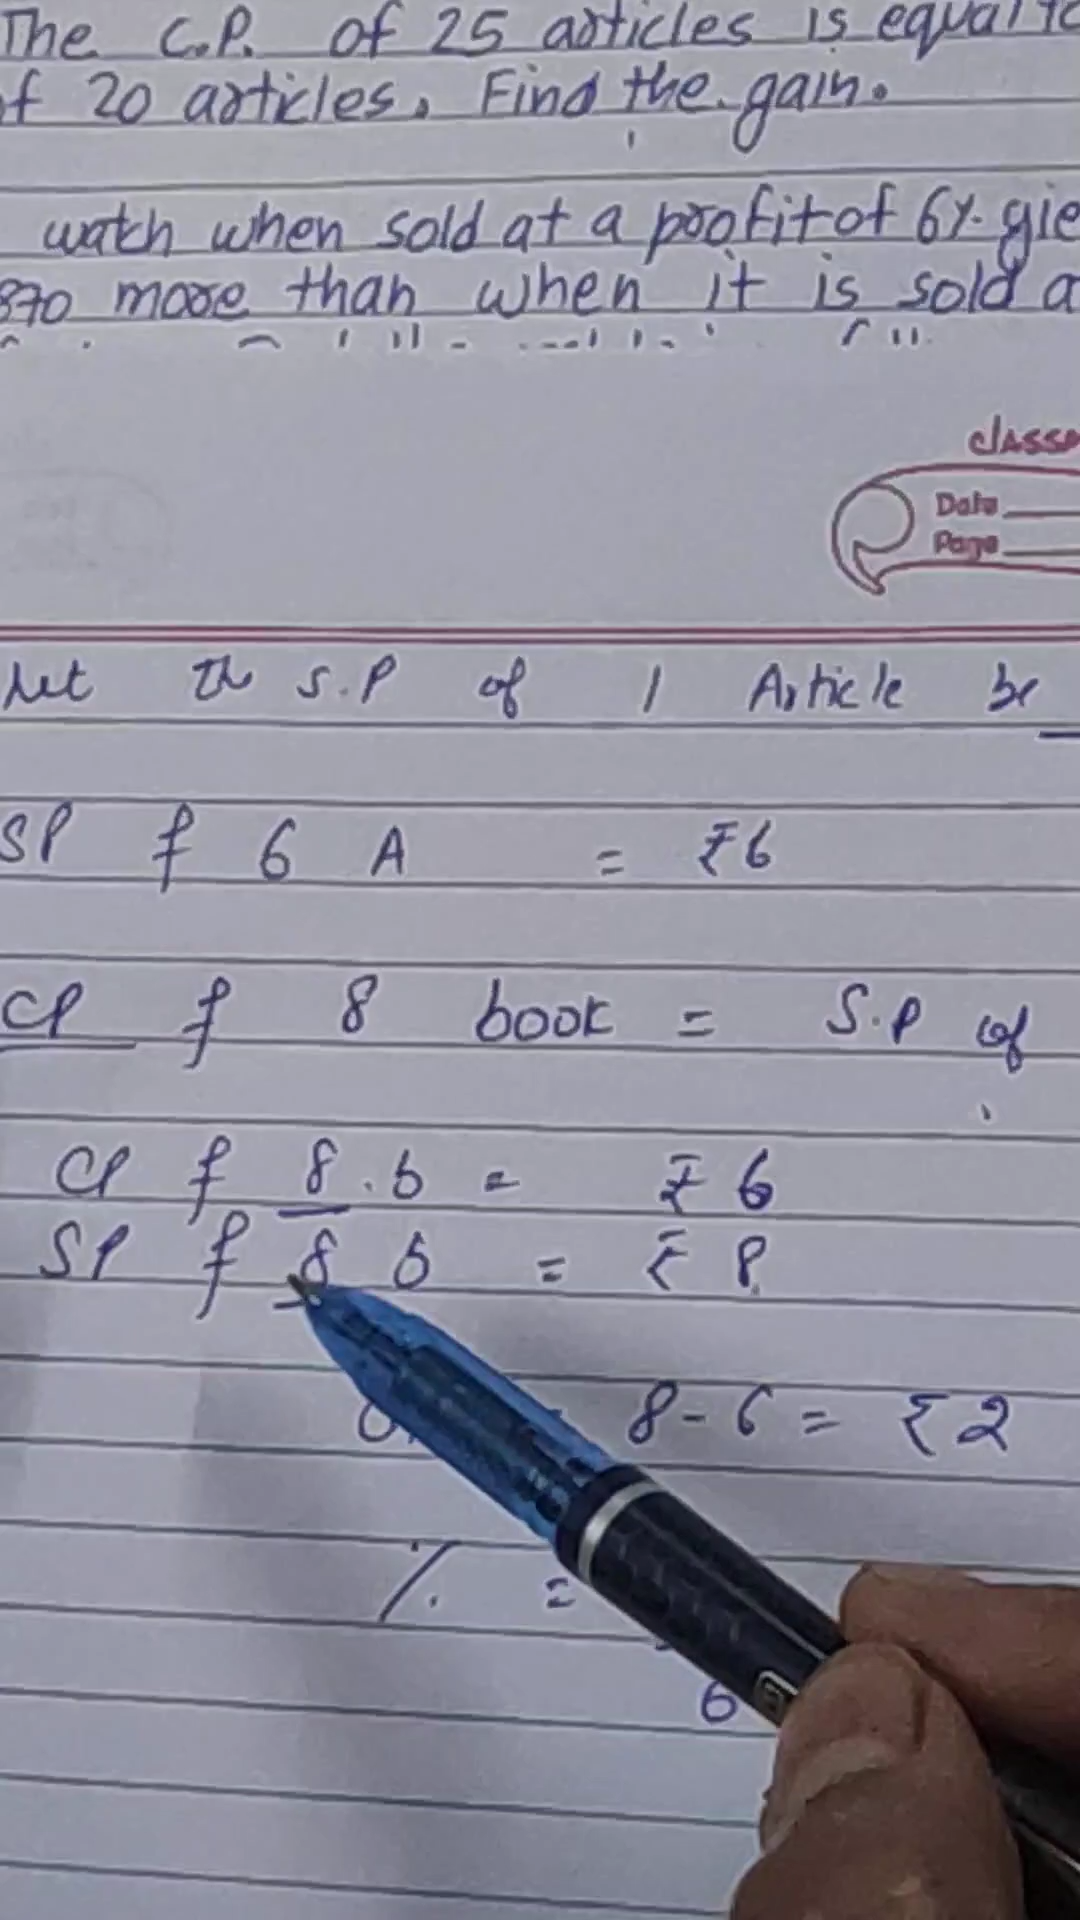 The C.P. of 25 articles is equal to
of 20 articles. Find the gain.
watch when sold at a profit of 6% gie
870 more than when it is sold a
classm
Date
Page
Let the S.P of 1 Article be
SP of 6 A = ₹6
CP of 8 book = S.P of
CP of 8.b = ₹6
SP of 8 b = ₹8
8-6 = ₹2
% =
6